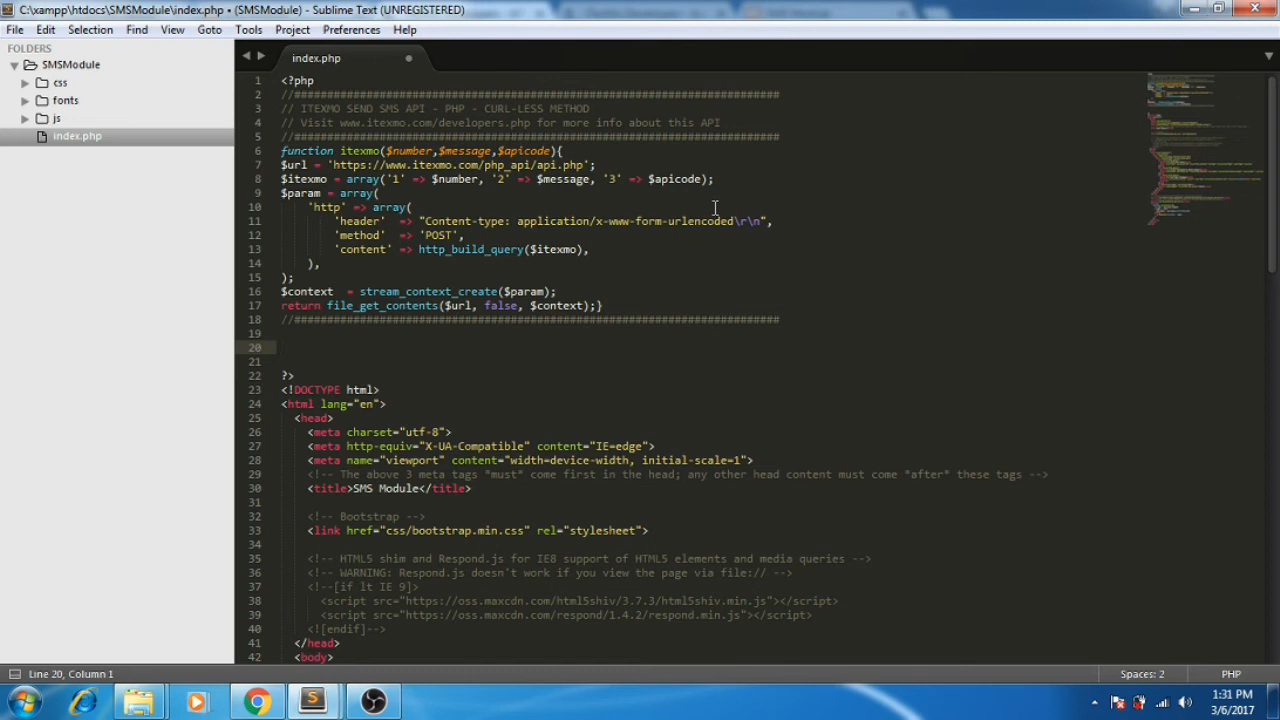 C:\xampp\htdocs\SMSModule\index.php • (SMSModule) - Sublime Text (UNREGISTERED)
File Edit Selection Find View Goto Tools Project Preferences Help
FOLDERS
SMSModule
css
fonts
js
index.php
index.php
1 <?php
2 //##########################################################################
3 // ITEXMO SEND SMS API - PHP - CURL-LESS METHOD
4 // Visit www.itexmo.com/developers.php for more info about this API
5 //##########################################################################
6 function itexmo($number,$message,$apicode){
7 $url = 'https://www.itexmo.com/php_api/api.php';
8 $itexmo = array('1' => $number, '2' => $message, '3' => $apicode);
9 $param = array(
10 'http' => array(
11 'header' => "Content-type: application/x-www-form-urlencoded\r\n",
12 'method' => 'POST',
13 'content' => http_build_query($itexmo),
14 ),
15 );
16 $context = stream_context_create($param);
17 return file_get_contents($url, false, $context);}
18 //##########################################################################
19
20
21
22 ?>
23 <!DOCTYPE html>
24 <html lang="en">
25 <head>
26 <meta charset="utf-8">
27 <meta http-equiv="X-UA-Compatible" content="IE=edge">
28 <meta name="viewport" content="width=device-width, initial-scale=1">
29 <!-- The above 3 meta tags *must* come first in the head; any other head content must come *after* these tags -->
30 <title>SMS Module</title>
31
32 <!-- Bootstrap -->
33 <link href="css/bootstrap.min.css" rel="stylesheet">
34
35 <!-- HTML5 shim and Respond.js for IE8 support of HTML5 elements and media queries -->
36 <!-- WARNING: Respond.js doesn't work if you view the page via file:// -->
37 <!--[if lt IE 9]>
38 <script src="https://oss.maxcdn.com/html5shiv/3.7.3/html5shiv.min.js"></script>
39 <script src="https://oss.maxcdn.com/respond/1.4.2/respond.min.js"></script>
40 <![endif]-->
41 </head>
42 <body>
Line 20, Column 1 Spaces: 2 PHP
1:31 PM
3/6/2017